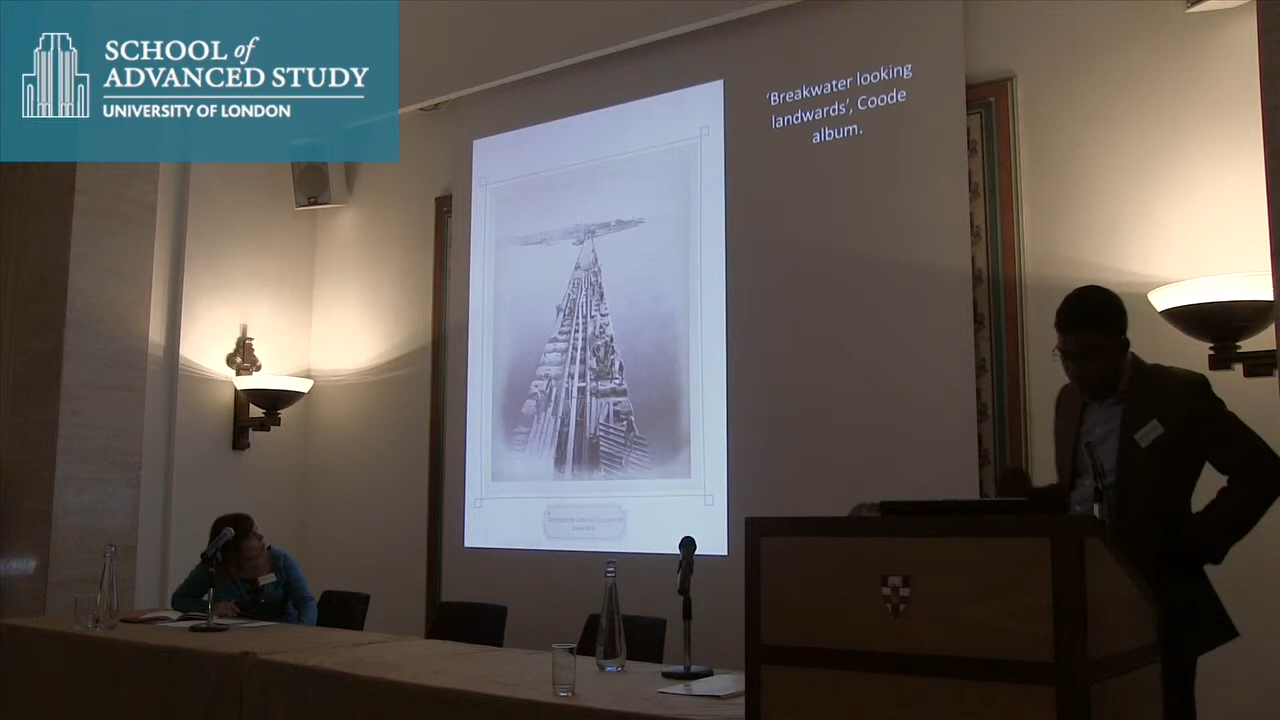 SCHOOL of
ADVANCED STUDY
UNIVERSITY OF LONDON
‘Breakwater looking
landwards’, Coode
album.